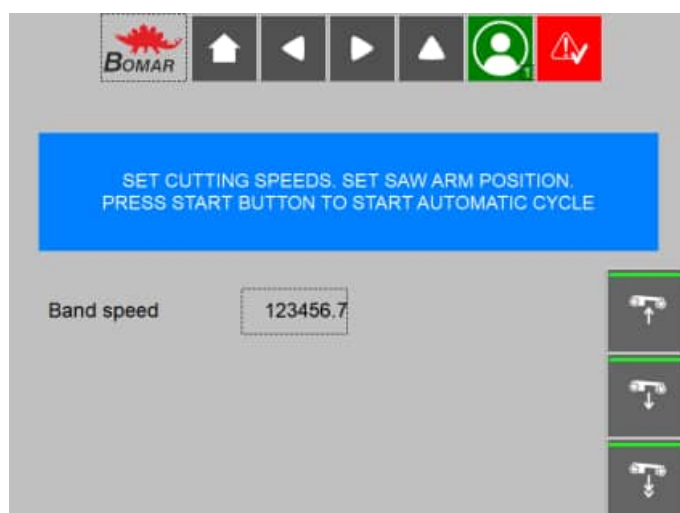 BOMAR
1
SET CUTTING SPEEDS. SET SAW ARM POSITION.
PRESS START BUTTON TO START AUTOMATIC CYCLE
Band speed 123456.7